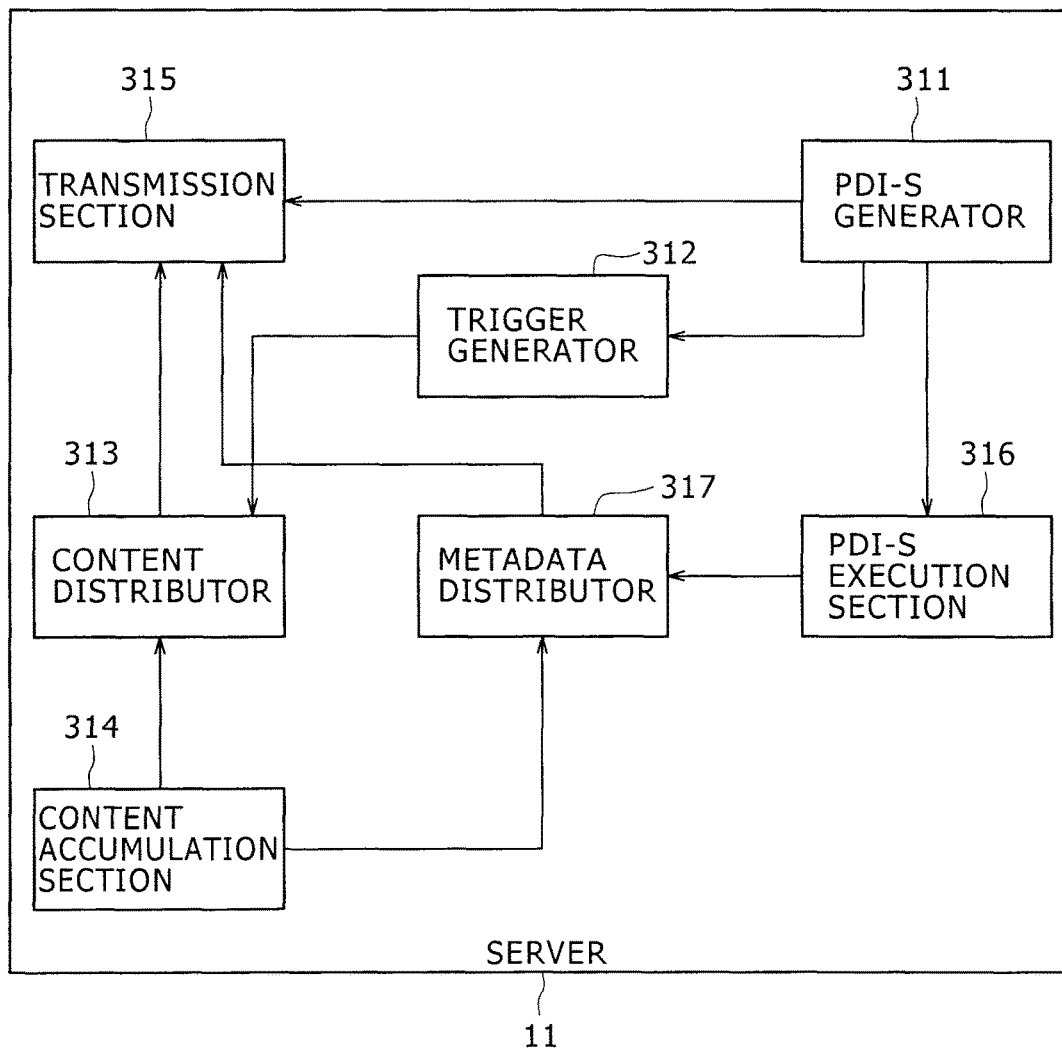 315
311
TRANSMISSION
SECTION
PDI-S
GENERATOR
312
TRIGGER
GENERATOR
313
317
316
CONTENT
DISTRIBUTOR
METADATA
DISTRIBUTOR
PDI-S
EXECUTION
SECTION
314
CONTENT
ACCUMULATION
SECTION
SERVER
11